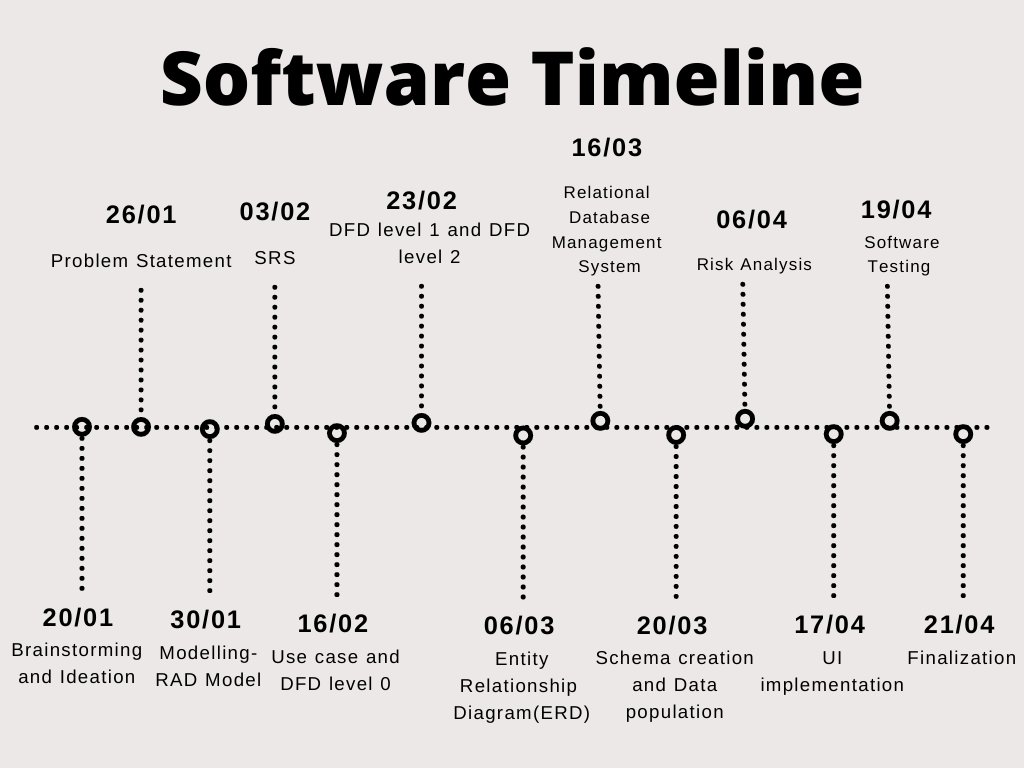 Software Timeline
16/03
Relational
Database
Management
System
26/01
Problem Statement
03/02
SRS
23/02
DFD level 1 and DFD
level 2
06/04
Risk Analysis
19/04
Software
Testing
20/01
Brainstorming
and Ideation
30/01
Modelling-
RAD Model
16/02
Use case and
DFD level 0
06/03
Entity
Relationship
Diagram(ERD)
20/03
Schema creation
and Data
population
17/04
UI
implementation
21/04
Finalization